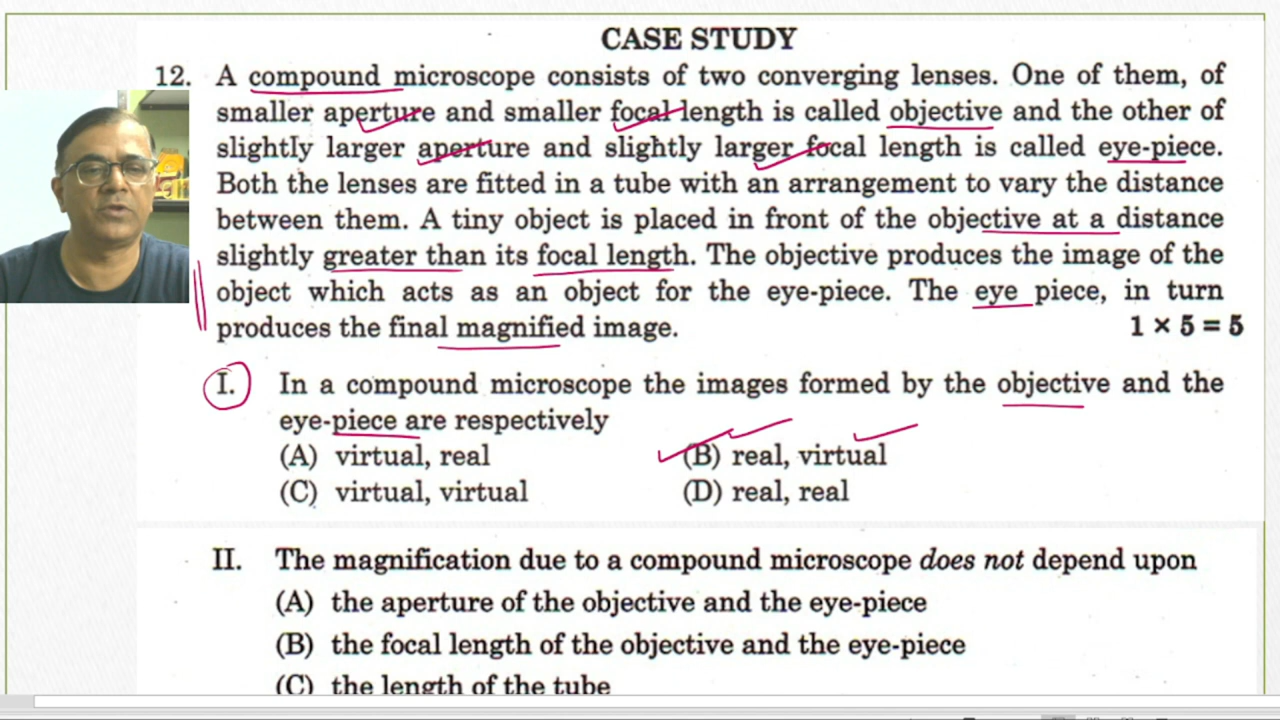 CASE STUDY
12. A compound microscope consists of two converging lenses. One of them, of
smaller aperture and smaller focal length is called objective and the other of
slightly larger aperture and slightly larger focal length is called eye-piece.
Both the lenses are fitted in a tube with an arrangement to vary the distance
between them. A tiny object is placed in front of the objective at a distance
slightly greater than its focal length. The objective produces the image of the
object which acts as an object for the eye-piece. The eye piece, in turn
produces the final magnified image. 1 × 5 = 5
I. In a compound microscope the images formed by the objective and the
eye-piece are respectively
(A) virtual, real (B) real, virtual
(C) virtual, virtual (D) real, real
II. The magnification due to a compound microscope does not depend upon
(A) the aperture of the objective and the eye-piece
(B) the focal length of the objective and the eye-piece
(C) the length of the tube